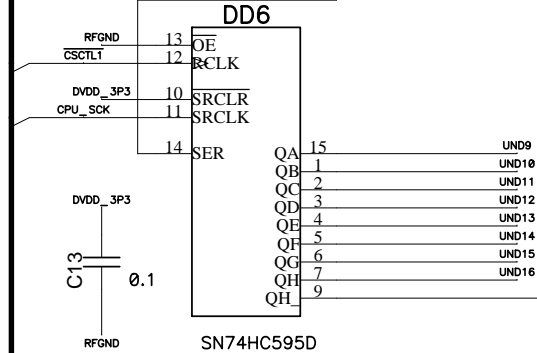 DD6
RFGND 13 OE
CSCTL1 12 RCLK
DVDD_3P3 10 SRCLR
CPU_SCK 11 SRCLK
14 SER
QA 15 UND9
QB 1 UND10
QC 2 UND11
QD 3 UND12
QE 4 UND13
QF 5 UND14
QG 6 UND15
QH 7 UND16
QH_ 9
DVDD_3P3
C13 0.1
RFGND
SN74HC595D